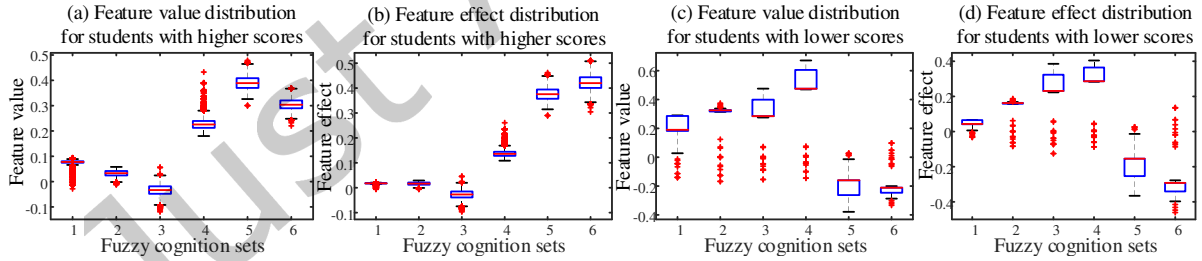 (a) Feature value distribution
for students with higher scores
Feature value
0.5
0.4
0.3
0.2
0.1
0
-0.1
1 2 3 4 5 6
Fuzzy cognition sets
(b) Feature effect distribution
for students with higher scores
Feature effect
0.5
0.4
0.3
0.2
0.1
0
-0.1
1 2 3 4 5 6
Fuzzy cognition sets
(c) Feature value distribution
for students with lower scores
Feature value
0.6
0.4
0.2
0
-0.2
-0.4
1 2 3 4 5 6
Fuzzy cognition sets
(d) Feature effect distribution
for students with lower scores
Feature effect
0.4
0.2
0
-0.2
-0.4
1 2 3 4 5 6
Fuzzy cognition sets
Just